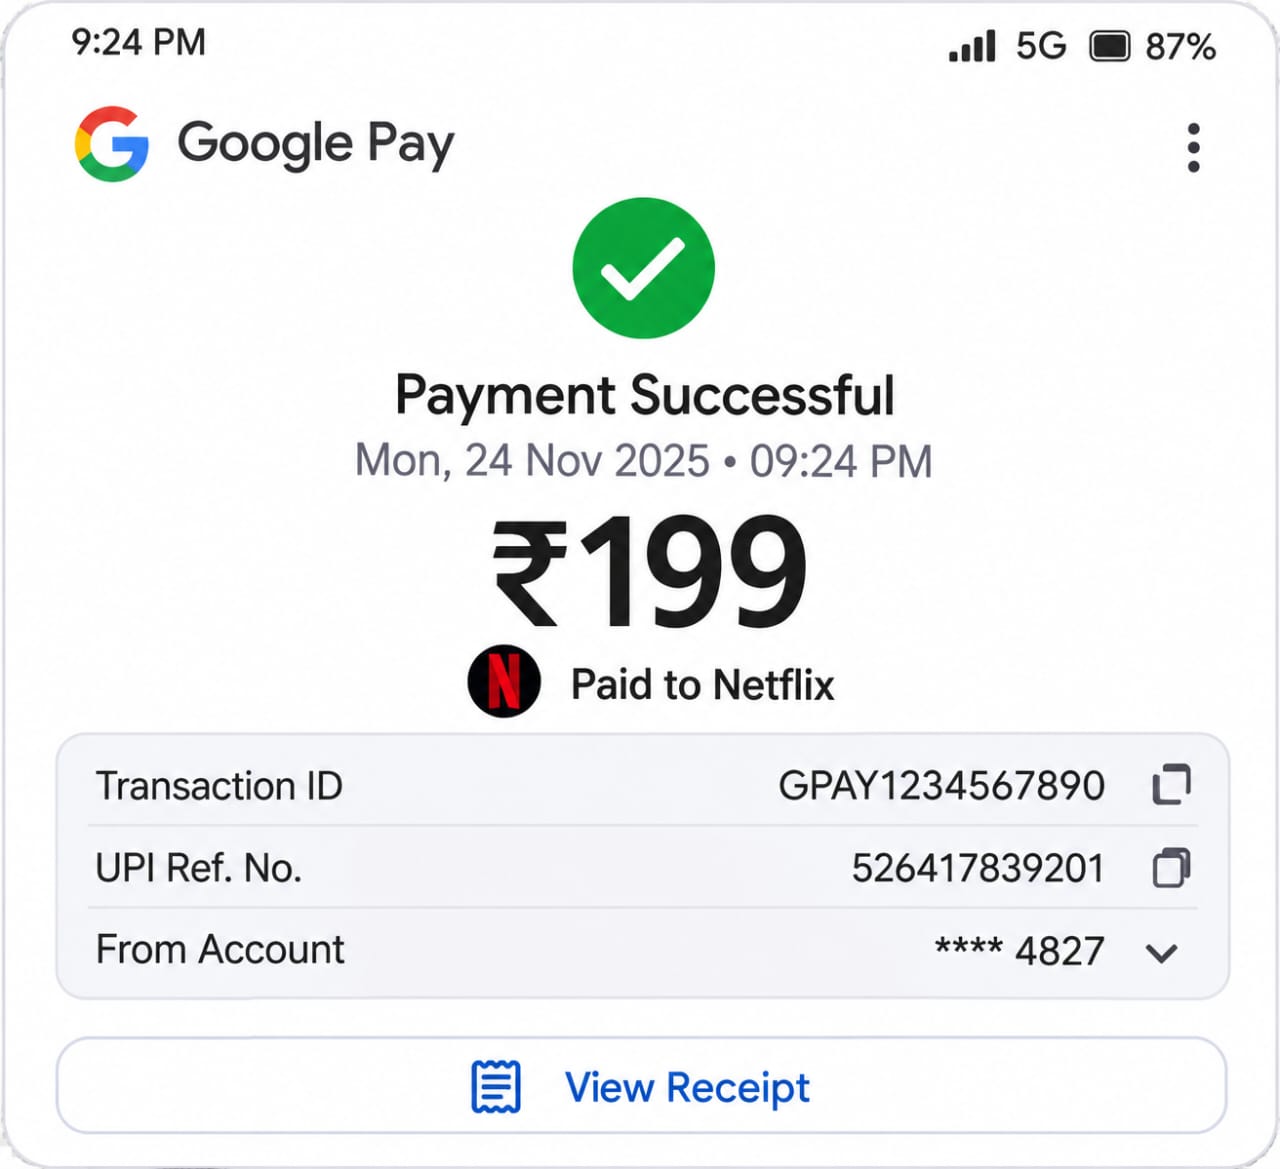 9:24 PM 5G 87%
Google Pay
Payment Successful
Mon, 24 Nov 2025 • 09:24 PM
₹199
N Paid to Netflix
Transaction ID GPAY1234567890
UPI Ref. No. 526417839201
From Account **** 4827
View Receipt